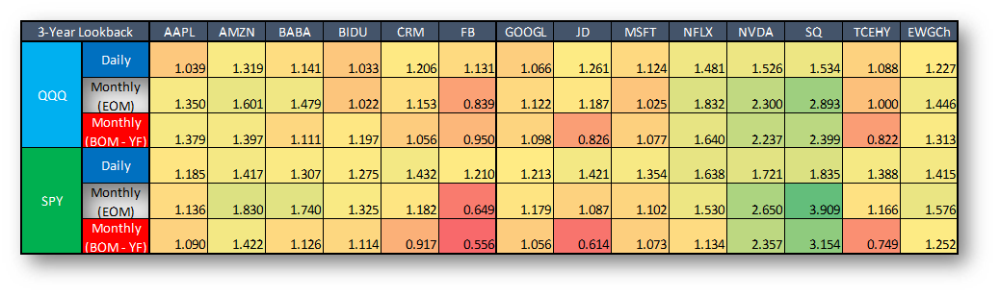 3-Year Lookback AAPL AMZN BABA BIDU CRM FB GOOGL JD MSFT NFLX NVDA SQ TCEHY EWGCh
QQQ
Daily 1.039 1.319 1.141 1.033 1.206 1.131 1.066 1.261 1.124 1.481 1.526 1.534 1.088 1.227
Monthly
(EOM) 1.350 1.601 1.479 1.022 1.153 0.839 1.122 1.187 1.025 1.832 2.300 2.893 1.000 1.446
Monthly
(BOM - YF) 1.379 1.397 1.111 1.197 1.056 0.950 1.098 0.826 1.077 1.640 2.237 2.399 0.822 1.313
SPY
Daily 1.185 1.417 1.307 1.275 1.432 1.210 1.213 1.421 1.354 1.638 1.721 1.835 1.388 1.415
Monthly
(EOM) 1.136 1.830 1.740 1.325 1.182 0.649 1.179 1.087 1.102 1.530 2.650 3.909 1.166 1.576
Monthly
(BOM - YF) 1.090 1.422 1.126 1.114 0.917 0.556 1.056 0.614 1.073 1.134 2.357 3.154 0.749 1.252